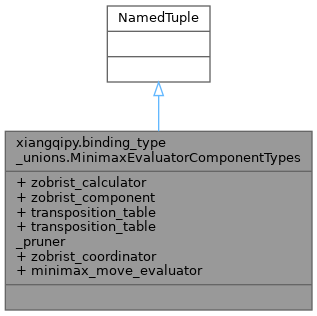 NamedTuple
xiangqipy.binding_type
_unions.MinimaxEvaluatorComponentTypes
+ zobrist_calculator
+ zobrist_component
+ transposition_table
+ transposition_table
_pruner
+ zobrist_coordinator
+ minimax_move_evaluator